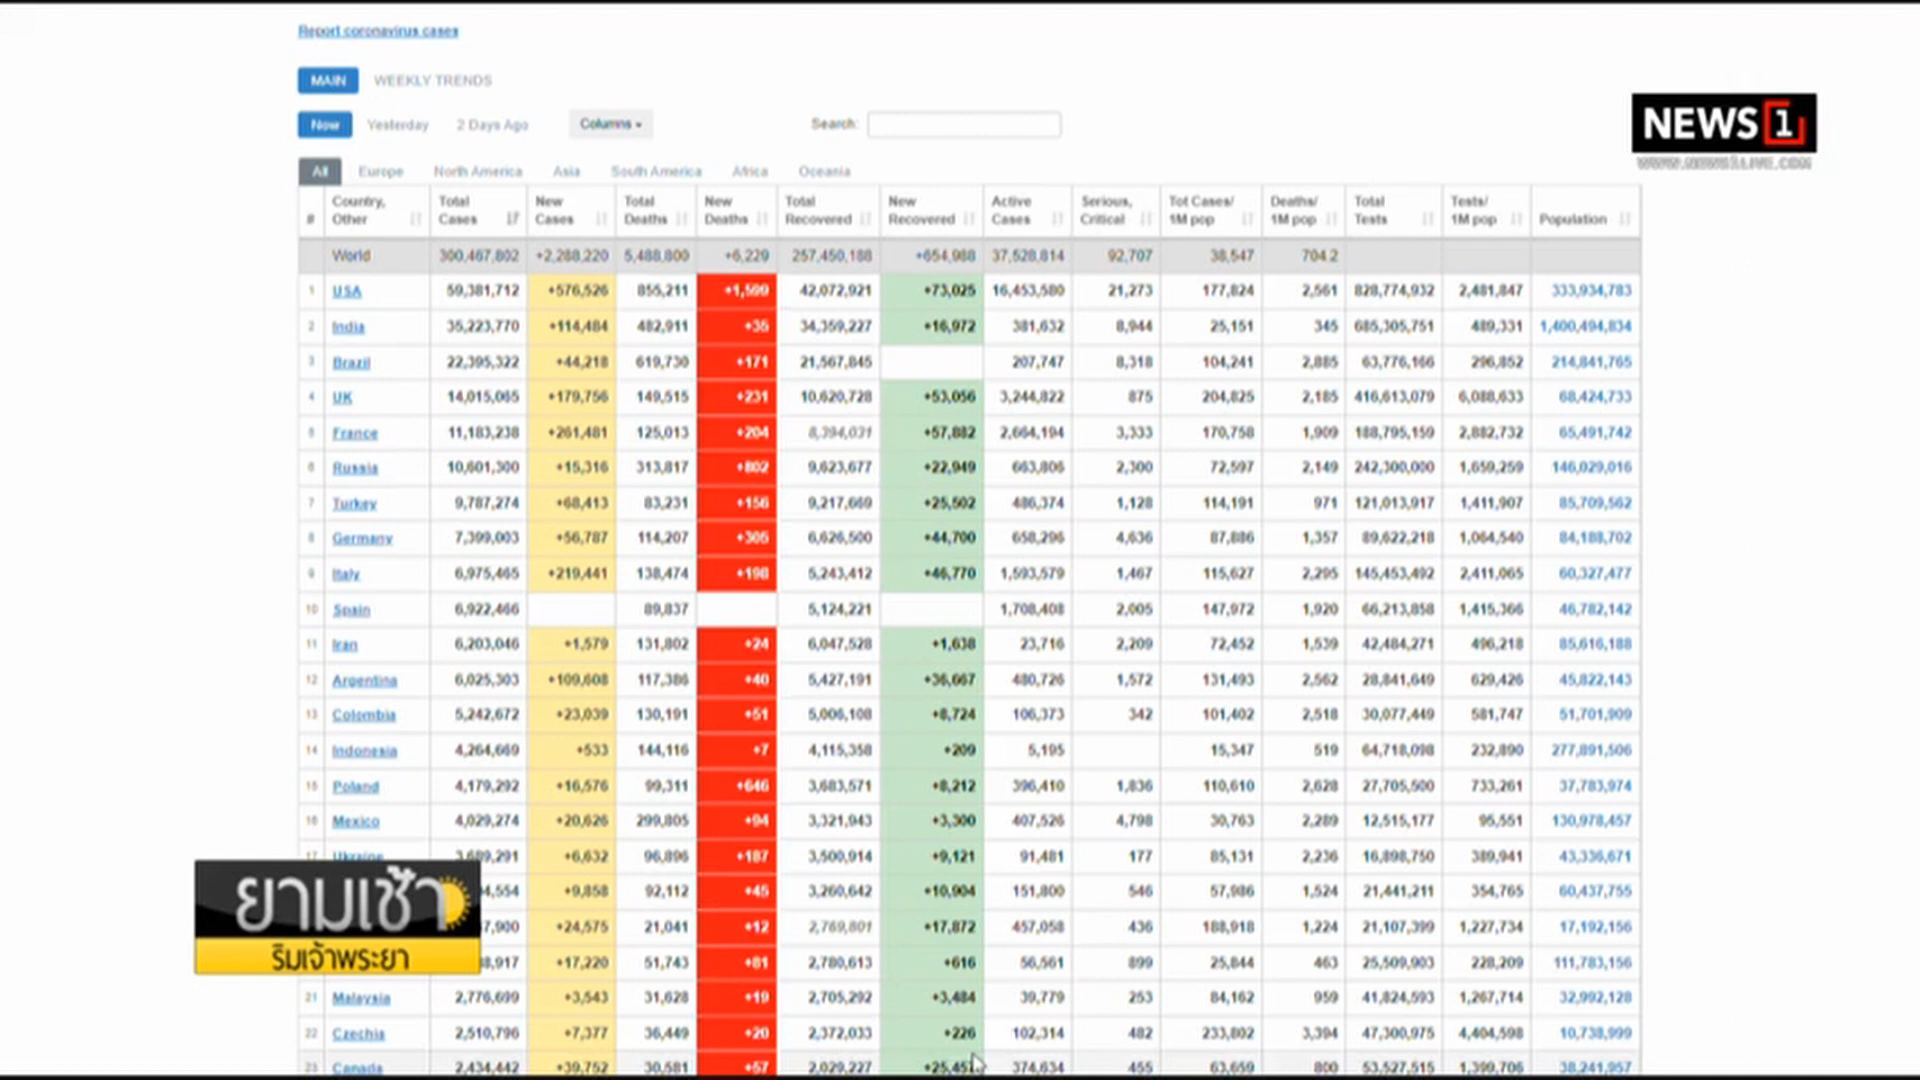 Report coronavirus cases
MAIN WEEKLY TRENDS
Now Yesterday 2 Days Ago Columns Search:
NEWS 1
WWW.NEWS1LIVE.COM
All Europe North America Asia South America Africa Oceania
# Country, Other Total Cases New Cases Total Deaths New Deaths Total Recovered New Recovered Active Cases Serious, Critical Tot Cases/ 1M pop Deaths/ 1M pop Total Tests Tests/ 1M pop Population
World 300,467,802 +2,288,220 5,488,800 +6,229 257,450,188 +654,988 37,528,814 92,707 38,547 704.2
1 USA 59,381,712 +576,526 855,211 +1,599 42,072,921 +73,025 16,453,580 21,273 177,824 2,561 828,774,932 2,481,847 333,934,783
2 India 35,223,770 +114,484 482,911 +35 34,359,227 +16,972 381,632 8,944 25,151 345 685,305,751 489,331 1,400,494,834
3 Brazil 22,395,322 +44,218 619,730 +171 21,567,845 207,747 8,318 104,241 2,885 63,776,166 296,852 214,841,765
4 UK 14,015,065 +179,756 149,515 +231 10,620,728 +53,056 3,244,822 875 204,825 2,185 416,613,079 6,088,633 68,424,733
5 France 11,183,238 +261,481 125,013 +204 8,394,031 +57,882 2,664,194 3,333 170,758 1,909 188,795,159 2,882,732 65,491,742
6 Russia 10,601,300 +15,316 313,817 +802 9,623,677 +22,949 663,806 2,300 72,597 2,149 242,300,000 1,659,259 146,029,016
7 Turkey 9,787,274 +68,413 83,231 +156 9,217,669 +25,502 486,374 1,128 114,191 971 121,013,917 1,411,907 85,709,562
8 Germany 7,399,003 +56,787 114,207 +305 6,626,500 +44,700 658,296 4,636 87,886 1,357 89,622,218 1,064,540 84,188,702
9 Italy 6,975,465 +219,441 138,474 +198 5,243,412 +46,770 1,593,579 1,467 115,627 2,295 145,453,492 2,411,065 60,327,477
10 Spain 6,922,466 89,837 5,124,221 1,708,408 2,005 147,972 1,920 66,213,858 1,415,366 46,782,142
11 Iran 6,203,046 +1,579 131,802 +24 6,047,528 +1,638 23,716 2,209 72,452 1,539 42,484,271 496,218 85,616,188
12 Argentina 6,025,303 +109,608 117,386 +40 5,427,191 +36,667 480,726 1,572 131,493 2,562 28,841,649 629,426 45,822,143
13 Colombia 5,242,672 +23,039 130,191 +51 5,006,108 +8,724 106,373 342 101,402 2,518 30,077,449 581,747 51,701,909
14 Indonesia 4,264,669 +533 144,116 +7 4,115,358 +209 5,195 15,347 519 64,718,098 232,890 277,891,506
15 Poland 4,179,292 +16,576 99,311 +646 3,683,571 +8,212 396,410 1,836 110,610 2,628 27,705,500 733,261 37,783,974
16 Mexico 4,029,274 +20,626 299,805 +94 3,321,943 +3,300 407,526 4,798 30,763 2,289 12,515,177 95,551 130,978,457
17 Ukraine 3,689,291 +6,632 96,896 +187 3,500,914 +9,121 91,481 177 85,131 2,236 16,898,750 389,941 43,336,671
4,554 +9,858 92,112 +45 3,260,642 +10,904 151,800 546 57,986 1,524 21,441,211 354,765 60,437,755
7,900 +24,575 21,041 +12 2,769,801 +17,872 457,058 436 188,918 1,224 21,107,399 1,227,734 17,192,156
8,917 +17,220 51,743 +81 2,780,613 +616 56,561 899 25,844 463 25,509,903 228,209 111,783,156
21 Malaysia 2,776,699 +3,543 31,628 +19 2,705,292 +3,484 39,779 253 84,162 959 41,824,593 1,267,714 32,992,128
22 Czechia 2,510,796 +7,377 36,449 +20 2,372,033 +226 102,314 482 233,802 3,394 47,300,975 4,404,598 10,738,999
23 Canada 2,434,442 +39,752 30,581 +57 2,029,227 374,634 455 63,659 800 53,527,515 1,399,706 38,241,957
ยามเช้า
ริมเจ้าพระยา